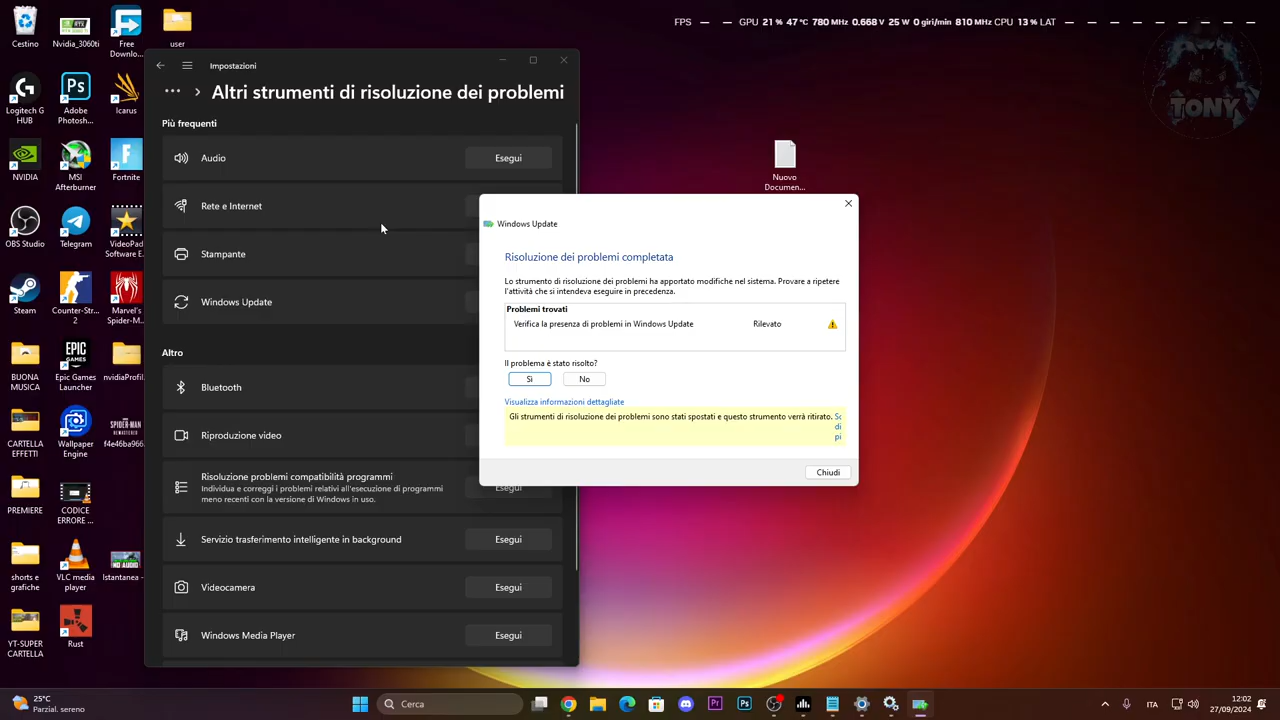 FPS — — GPU 21 % 47 °C 780 MHz 0.668 V 25 W 0 giri/min 810 MHz CPU 13 % LAT — — — — — — — —
Cestino
Nvidia_3060ti
Free
Downlo...
user
Logitech G
HUB
Adobe
Photosh...
Icarus
NVIDIA
MSI
Afterburner
Fortnite
OBS Studio
Telegram
VideoPad
Software E...
Steam
Counter-Str...
2
Marvel's
Spider-M...
BUONA
MUSICA
Epic Games
Launcher
nvidiaProfil...
CARTELLA
EFFETTI
Wallpaper
Engine
f4e46ba966...
PREMIERE
CODICE
ERRORE ...
shorts e
grafiche
VLC media
player
Istantanea -
YT-SUPER
CARTELLA
Rust
Nuovo
Documen...
TONY
Impostazioni
Altri strumenti di risoluzione dei problemi
Più frequenti
Audio
Esegui
Rete e Internet
Stampante
Windows Update
Altro
Bluetooth
Riproduzione video
Risoluzione problemi compatibilità programmi
Individua e correggi i problemi relativi all'esecuzione di programmi
meno recenti con la versione di Windows in uso.
Esegui
Servizio trasferimento intelligente in background
Esegui
Videocamera
Esegui
Windows Media Player
Esegui
Windows Update
Risoluzione dei problemi completata
Lo strumento di risoluzione dei problemi ha apportato modifiche nel sistema. Provare a ripetere
l'attività che si intendeva eseguire in precedenza.
Problemi trovati
Verifica la presenza di problemi in Windows Update Rilevato
Il problema è stato risolto?
Sì No
Visualizza informazioni dettagliate
Gli strumenti di risoluzione dei problemi sono stati spostati e questo strumento verrà ritirato. Sc
di
pi
Chiudi
25°C
Parzial. sereno
Cerca
ITA
12:02
27/09/2024